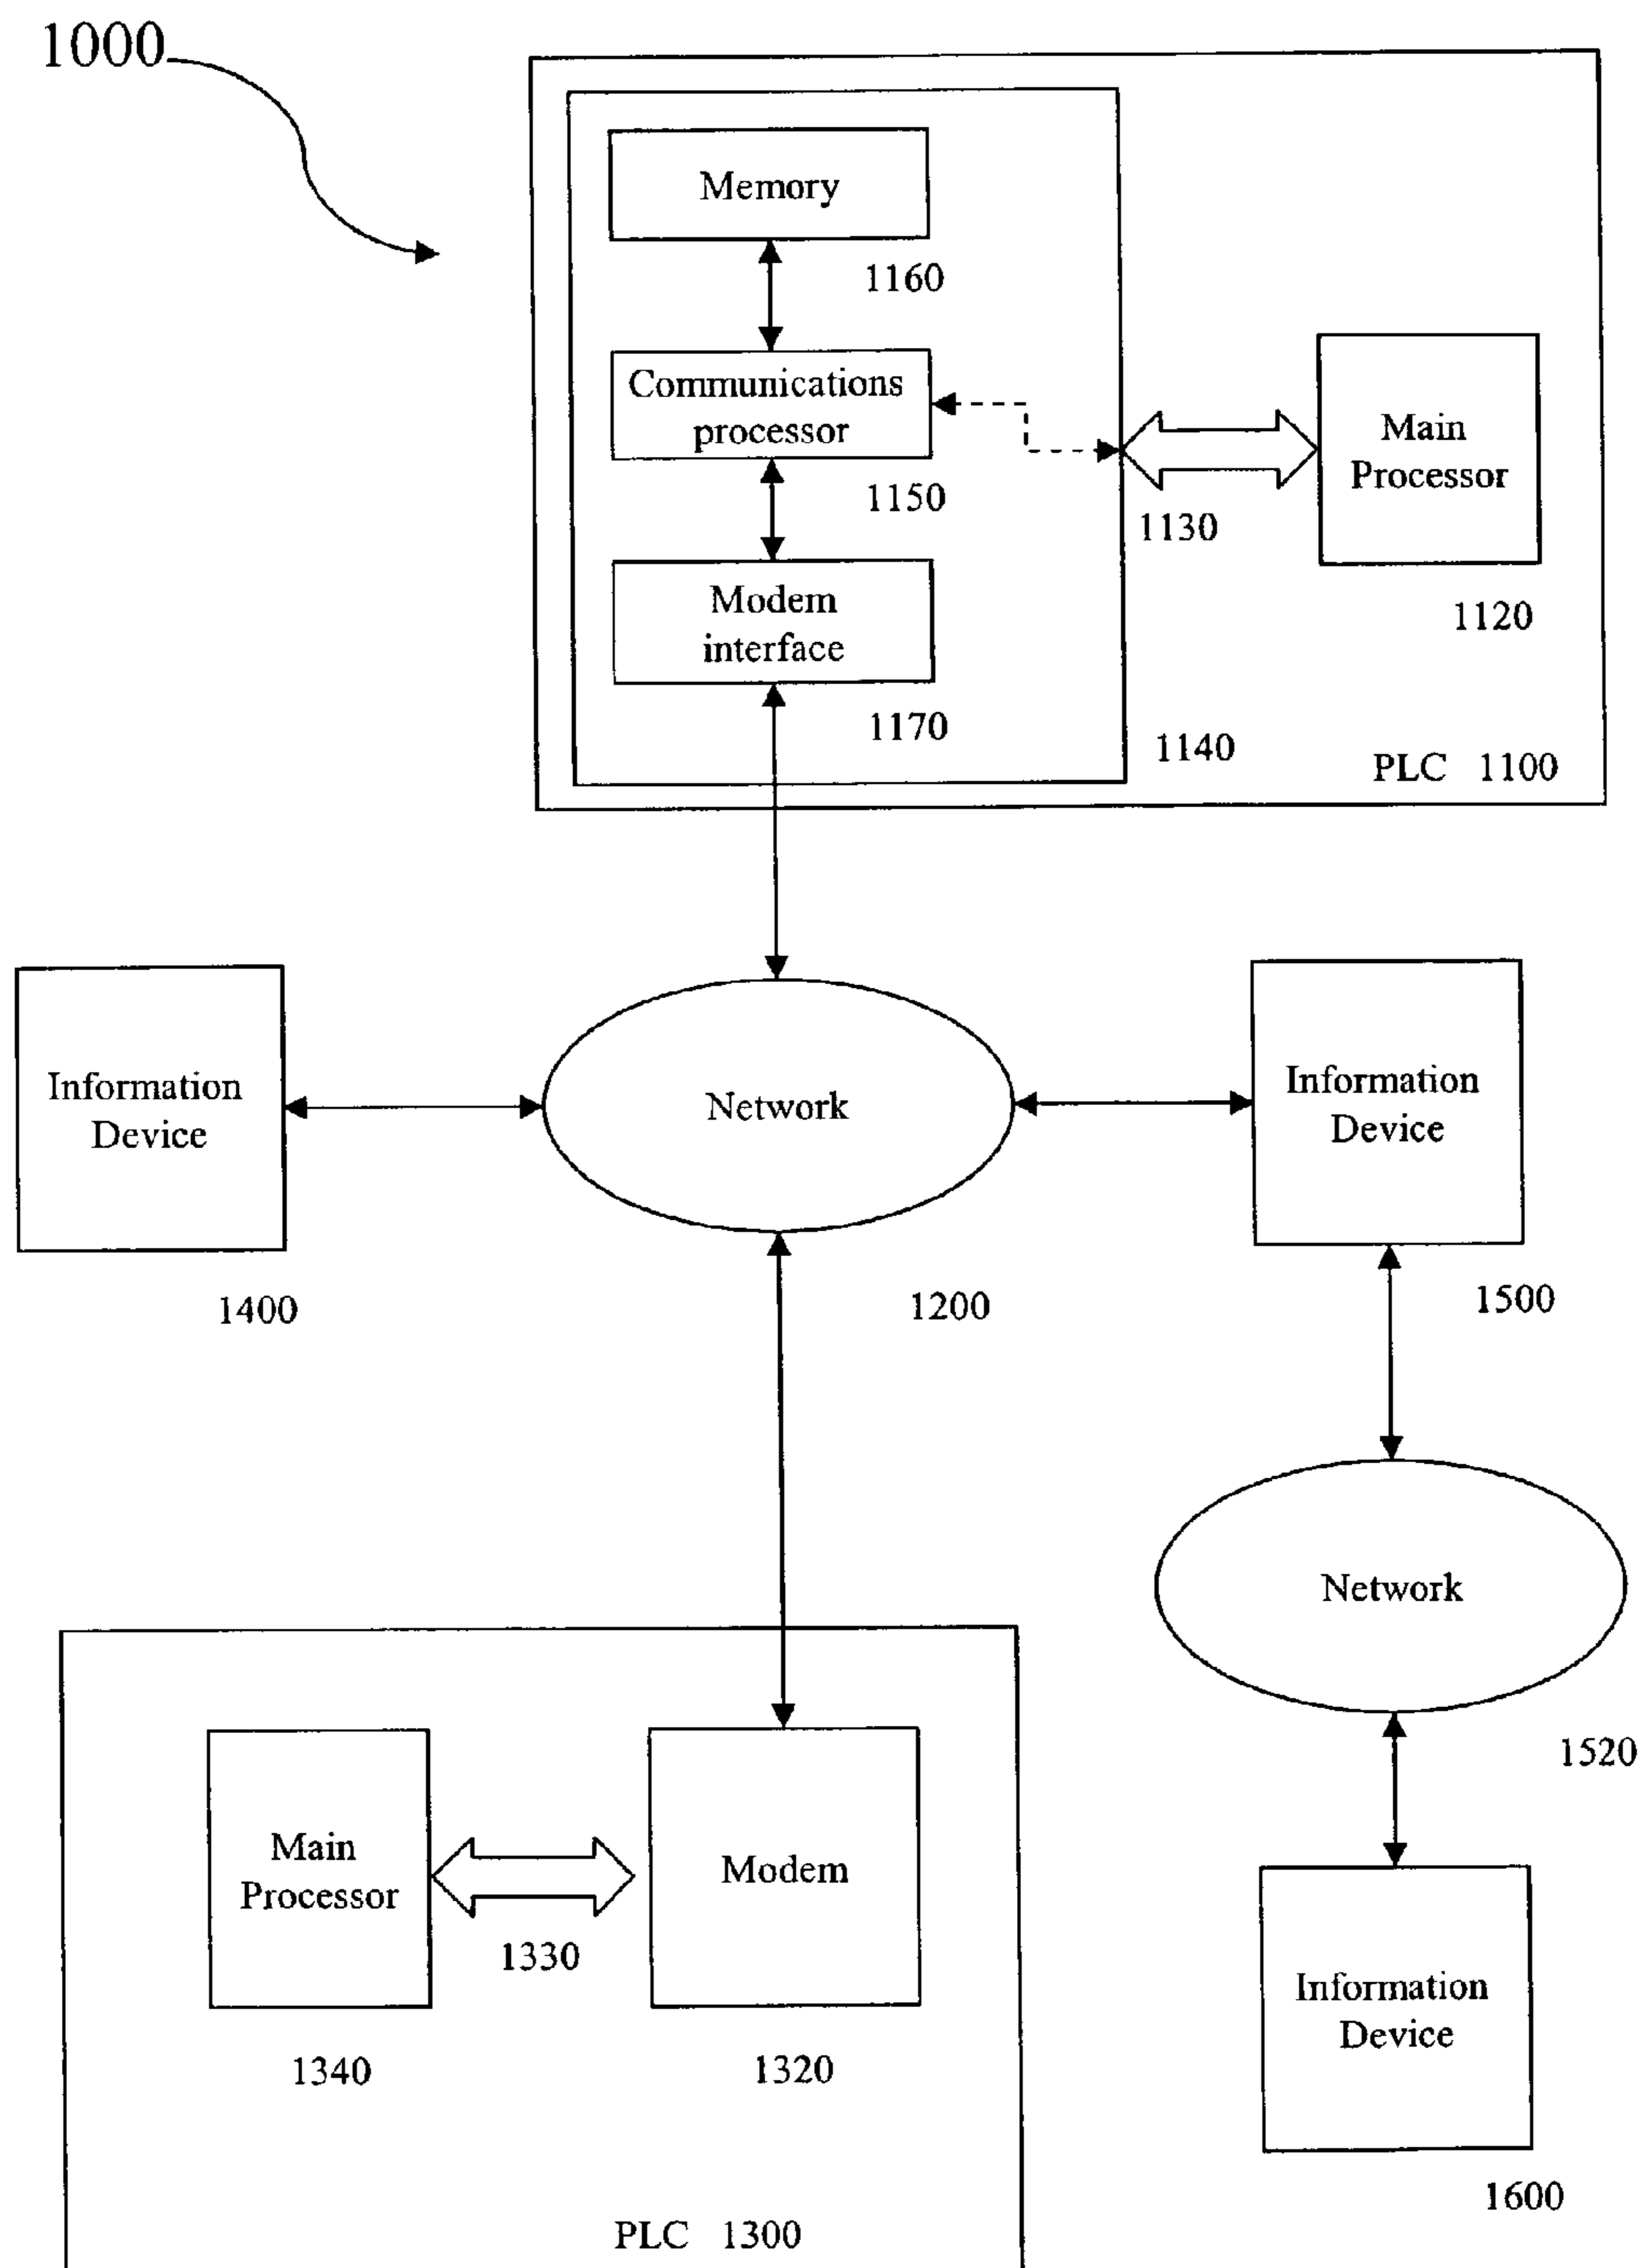 1000
Memory
1160
Communications
processor
1150
1130
Main
Processor
1120
Modem
interface
1170
1140
PLC 1100
Information
Device
1400
Network
1200
Information
Device
1500
Network
1520
Main
Processor
1340
1330
Modem
1320
PLC 1300
Information
Device
1600